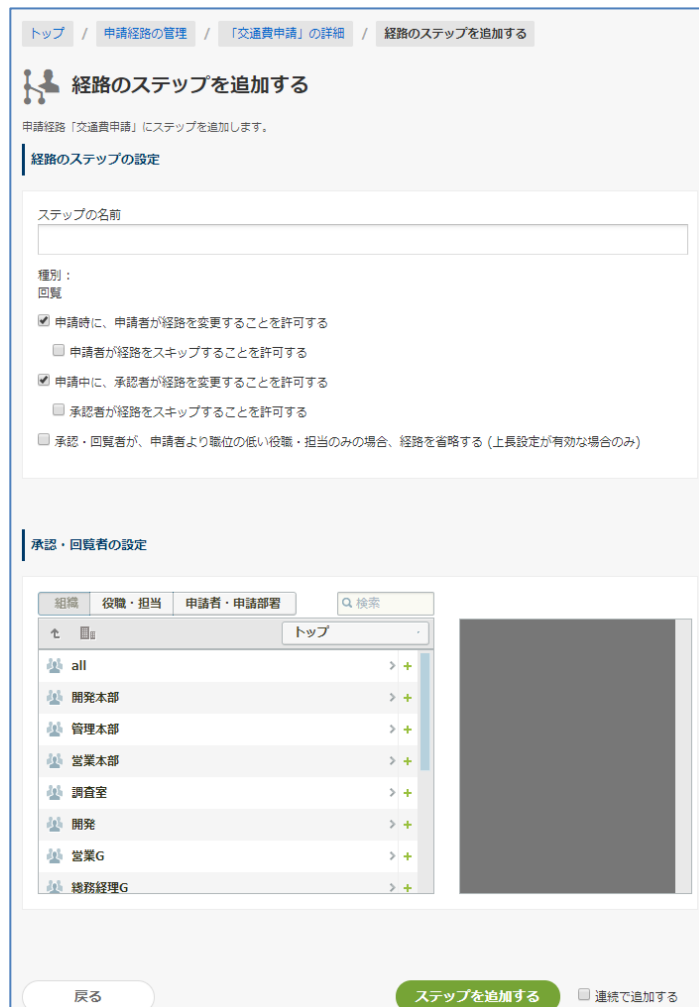 トップ / 申請経路の管理 / 「交通費申請」の詳細 / 経路のステップを追加する
経路のステップを追加する
申請経路「交通費申請」にステップを追加します。
経路のステップの設定
ステップの名前
種別：
回覧
申請時に、申請者が経路を変更することを許可する
申請者が経路をスキップすることを許可する
申請中に、承認者が経路を変更することを許可する
承認者が経路をスキップすることを許可する
承認・回覧者が、申請者より職位の低い役職・担当のみの場合、経路を省略する (上長設定が有効な場合のみ)
承認・回覧者の設定
組織 役職・担当 申請者・申請部署 検索
トップ
all
開発本部
管理本部
営業本部
調査室
開発
営業G
総務経理G
戻る ステップを追加する 連続で追加する